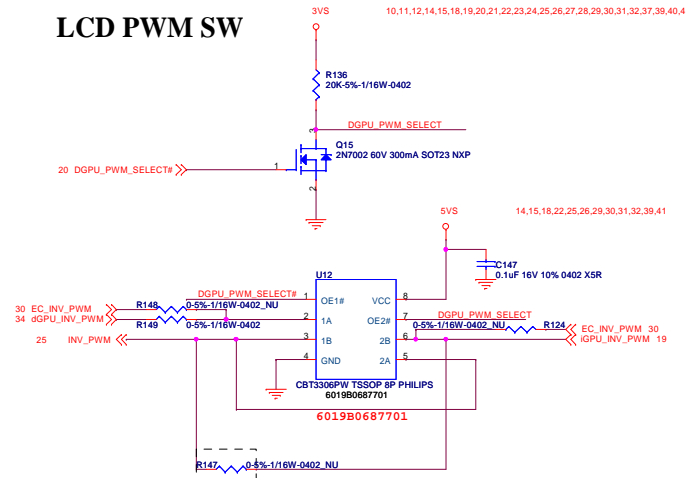 LCD PWM SW
3VS
10,11,12,14,15,18,19,20,21,22,23,24,25,26,27,28,29,30,31,32,37,39,40,4
R136
20K-5%-1/16W-0402
DGPU_PWM_SELECT
3
Q15
2N7002 60V 300mA SOT23 NXP
1
20 DGPU_PWM_SELECT#
2
5VS
14,15,18,22,25,26,29,30,31,32,39,41
C147
0.1uF 16V 10% 0402 X5R
U12
DGPU_PWM_SELECT#
1 OE1# VCC 8
30 EC_INV_PWM
R148 0-5%-1/16W-0402_NU
DGPU_PWM_SELECT
34 dGPU_INV_PWM
2 1A OE2# 7
R149 0-5%-1/16W-0402
0-5%-1/16W-0402_NU R124
EC_INV_PWM 30
25 INV_PWM
3 1B 2B 6
iGPU_INV_PWM 19
4 GND 2A 5
CBT3306PW TSSOP 8P PHILIPS
6019B0687701
6019B0687701
R147 0-5%-1/16W-0402_NU